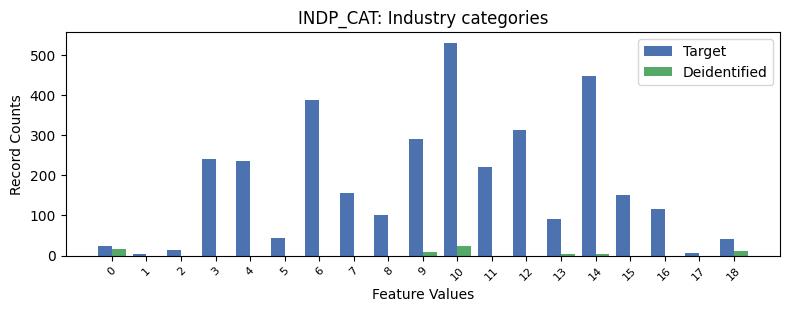 INDP_CAT: Industry categories
Target
Deidentified
Record Counts
500
400
300
200
100
0
0 1 2 3 4 5 6 7 8 9 10 11 12 13 14 15 16 17 18
Feature Values